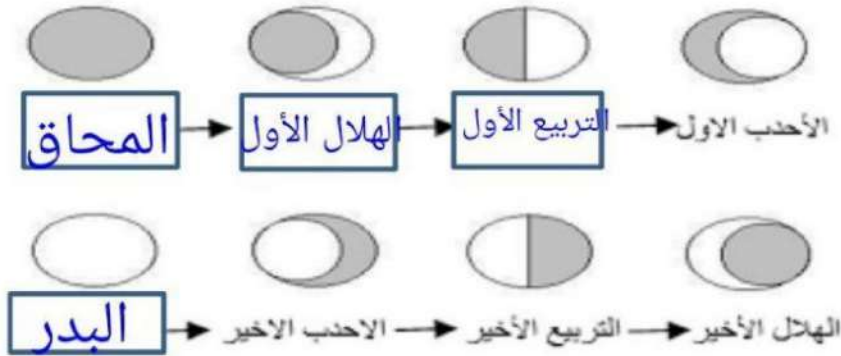 المحاق الهلال الأول التربيع الأول الأحدب الاول
البدر الاحدب الاخير التربيع الأخير الهلال الأخير